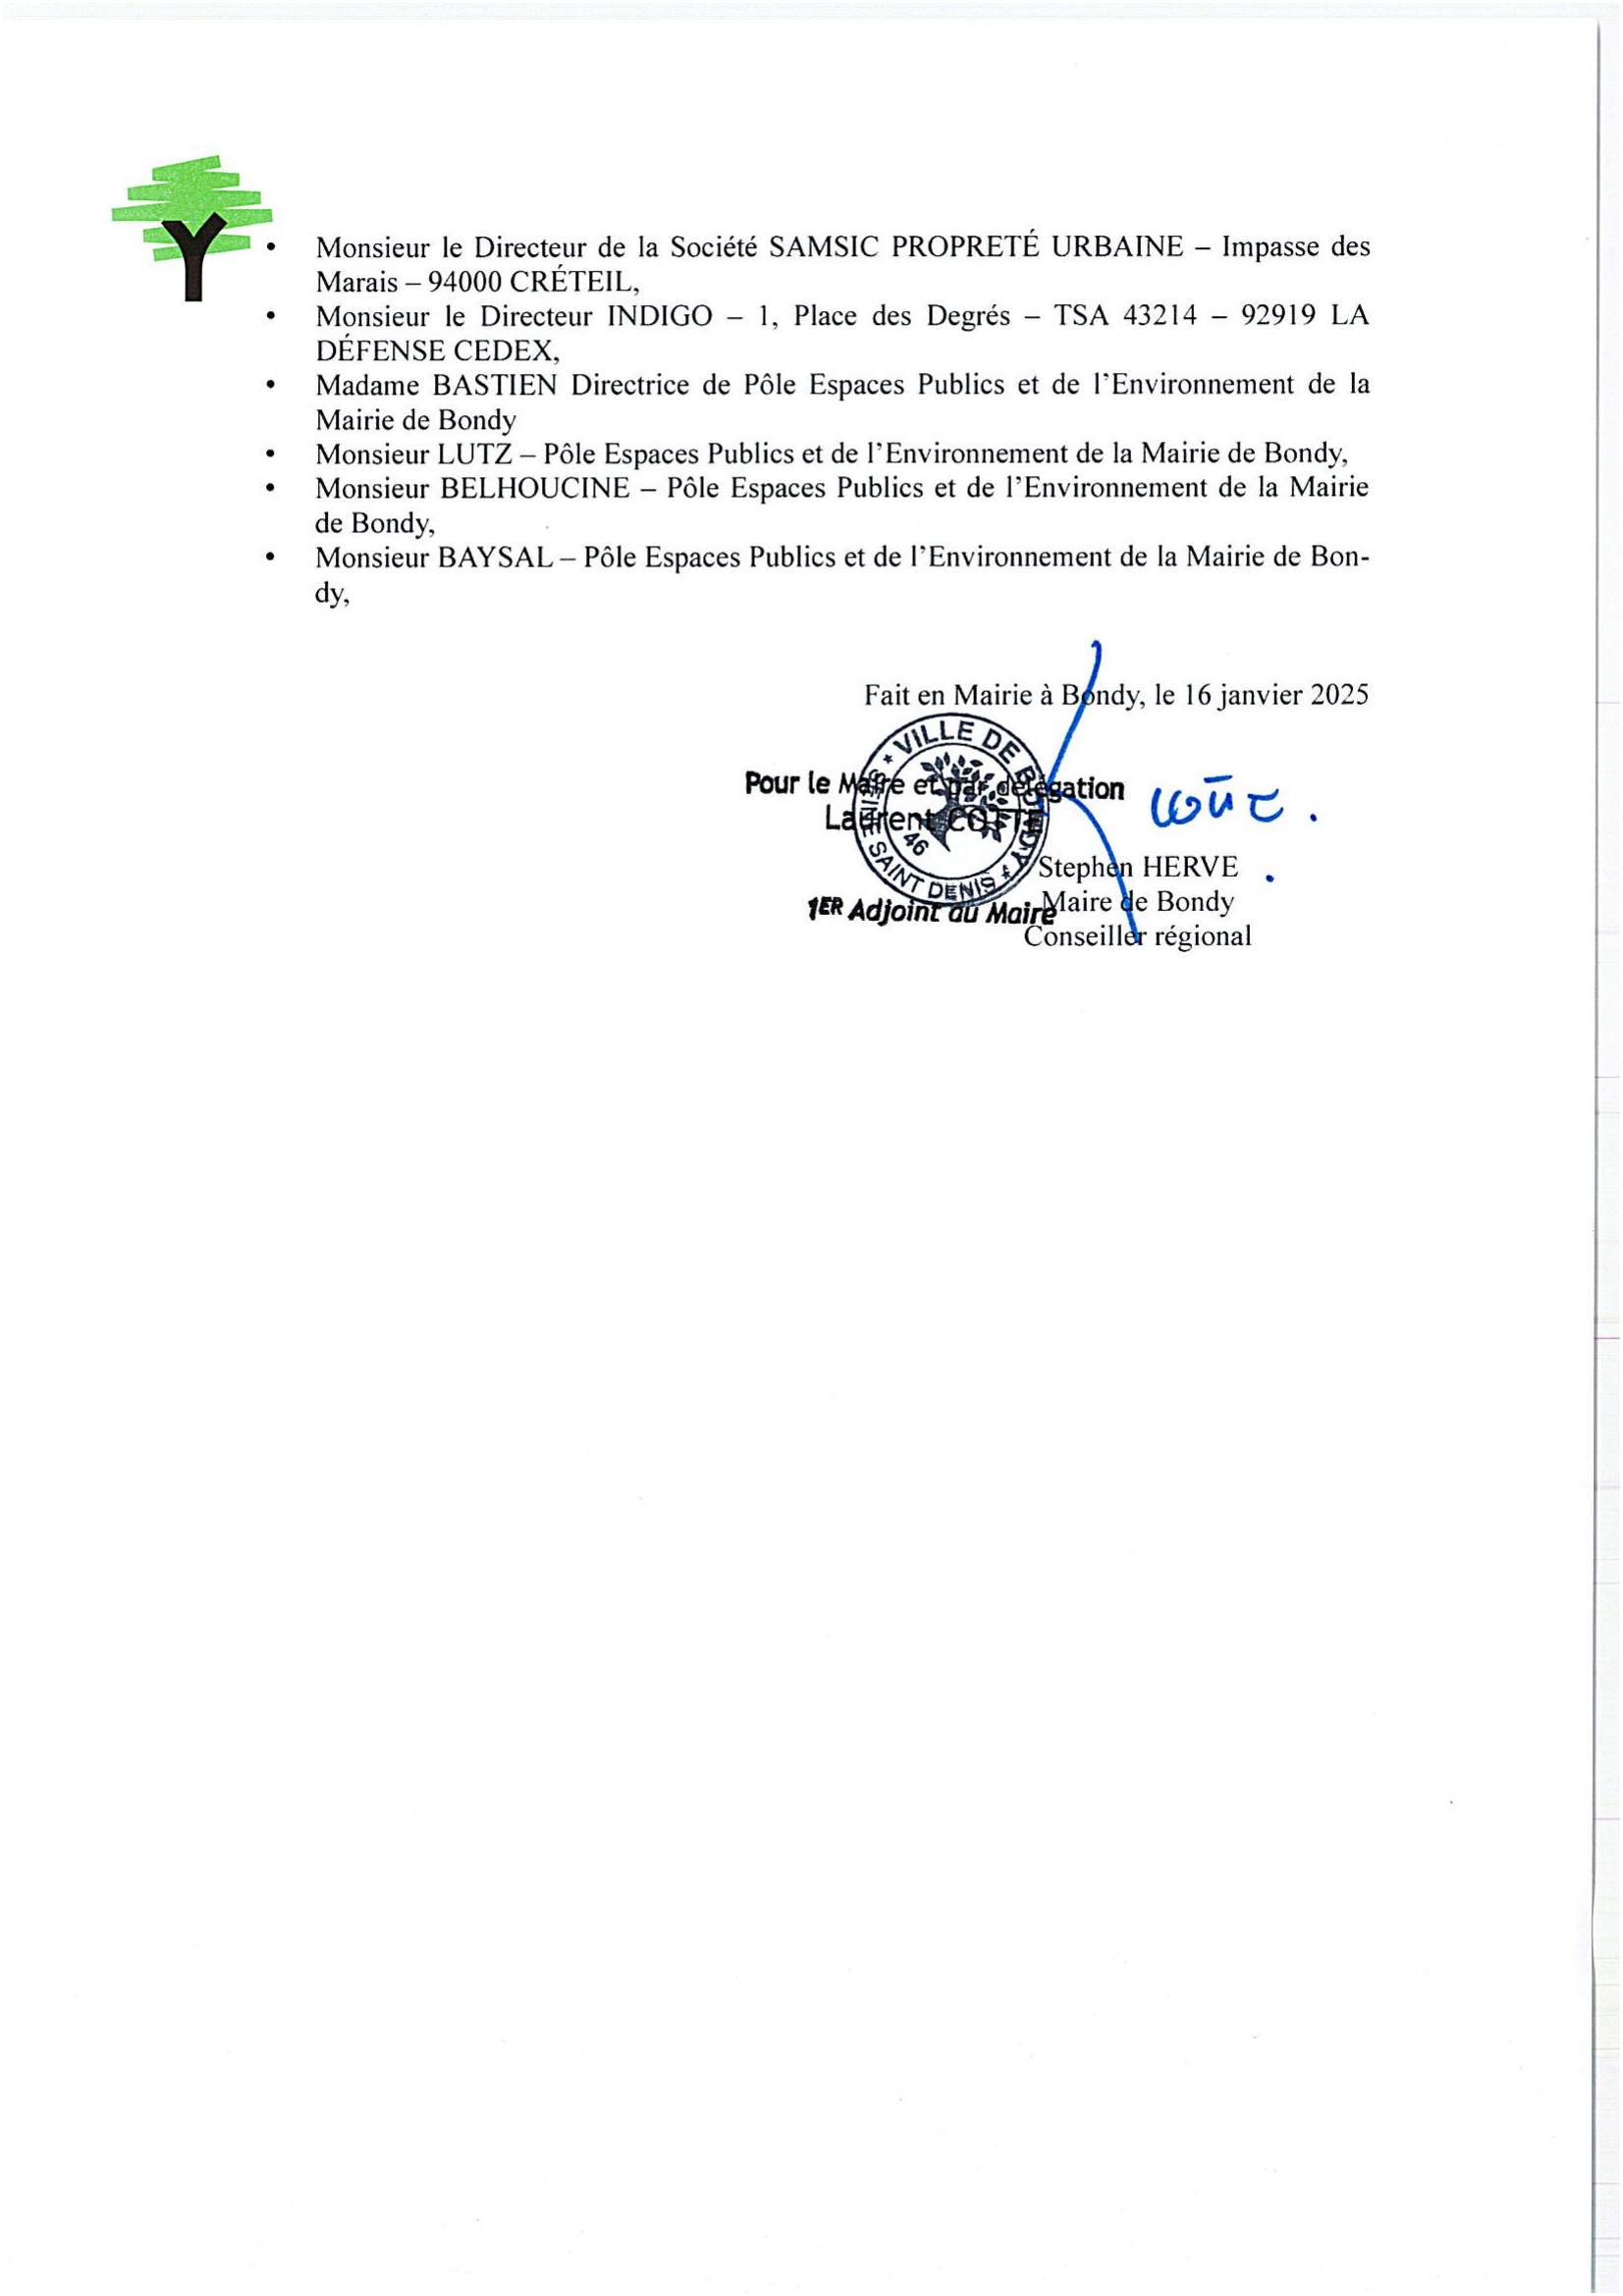 • Monsieur le Directeur de la Société SAMSIC PROPRETÉ URBAINE – Impasse des
Marais – 94000 CRÉTEIL,
• Monsieur le Directeur INDIGO – 1, Place des Degrés – TSA 43214 – 92919 LA
DÉFENSE CEDEX,
• Madame BASTIEN Directrice de Pôle Espaces Publics et de l'Environnement de la
Mairie de Bondy
• Monsieur LUTZ – Pôle Espaces Publics et de l'Environnement de la Mairie de Bondy,
• Monsieur BELHOUCINE – Pôle Espaces Publics et de l'Environnement de la Mairie
de Bondy,
• Monsieur BAYSAL – Pôle Espaces Publics et de l'Environnement de la Mairie de Bon-
dy,
Fait en Mairie à Bondy, le 16 janvier 2025
* VILLE DE BONDY *
SEINE SAINT DENIS
Pour le Maire et par délégation
Laurent
46
Stephen HERVE
Maire de Bondy
1ER Adjoint au Maire
Conseiller régional